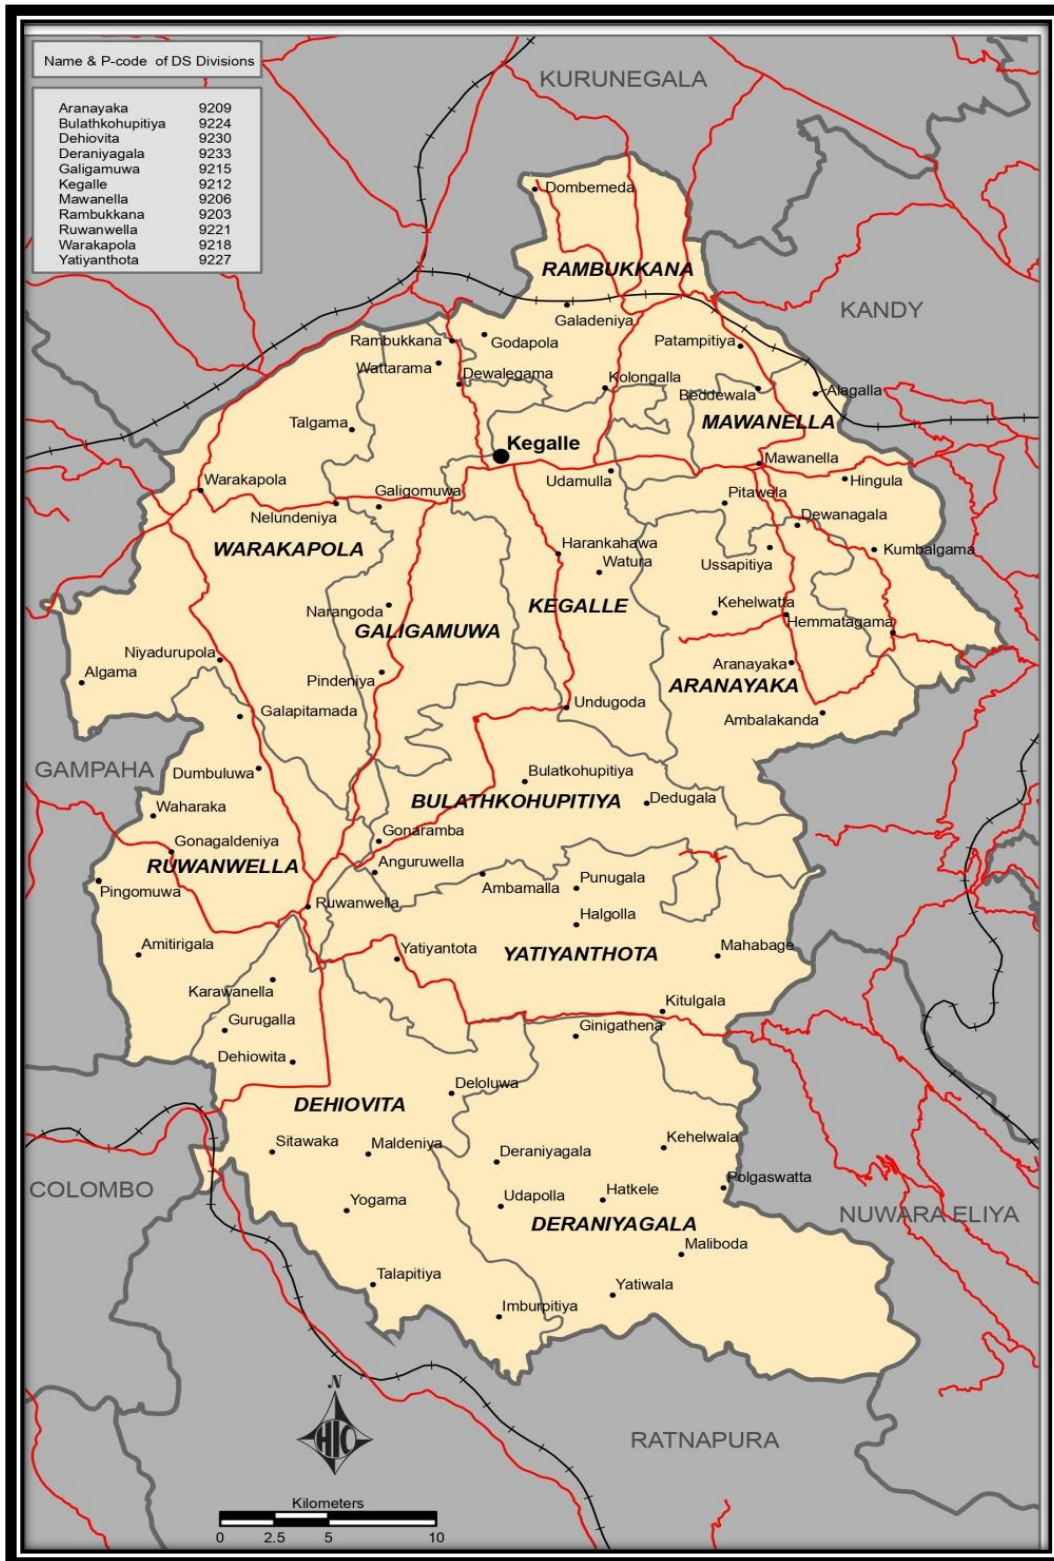 Name & P-code of DS Divisions
Aranayaka 9209
Bulathkohupitiya 9224
Dehiovita 9230
Deraniyagala 9233
Galigamuwa 9215
Kegalle 9212
Mawanella 9206
Rambukkana 9203
Ruwanwella 9221
Warakapola 9218
Yatiyanthota 9227
KURUNEGALA
Dombemeda
RAMBUKKANA
KANDY
Galadeniya
Rambukkana
Godapola
Patampitiya
Wattarama
Dewalegama
Kolongalla
Beddewala
Alagalla
Talgama
MAWANELLA
Kegalle
Mawanella
Warakapola
Udamulla
Hingula
Galigomuwa
Pitawela
Nelundeniya
Dewanagala
WARAKAPOLA
Harankahawa
Kumbalgama
Watura
Ussapitiya
Narangoda
KEGALLE
Kehelwatta
Hemmatagama
GALIGAMUWA
Niyadurupola
Aranayaka
Algama
Pindeniya
ARANAYAKA
Galapitamada
Undugoda
Ambalakanda
GAMPAHA
Dumbuluwa
Bulatkohupitiya
BULATHKOHUPITIYA
Dedugala
Waharaka
Gonaramba
Gonagaldeniya
RUWANWELLA
Anguruwella
Ambamalla
Punugala
Pingomuwa
Ruwanwella
Halgolla
Amitirigala
Yatiyantota
YATIYANTHOTA
Mahabage
Karawanella
Kitulgala
Gurugalla
Ginigathena
Dehiowita
Deloluwa
DEHIOVITA
Sitawaka
Maldeniya
Deraniyagala
Kehelwala
COLOMBO
Polgaswatta
Yogama
Udapolla
Hatkele
NUWARA ELIYA
DERANIYAGALA
Maliboda
Talapitiya
Yatiwala
Imburpitiya
N
HIC
RATNAPURA
Kilometers
0 2.5 5 10